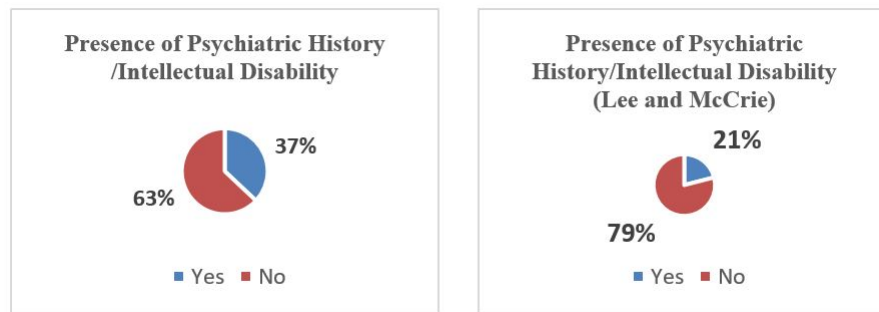 Presence of Psychiatric History
/Intellectual Disability
37%
63%
Yes No
Presence of Psychiatric
History/Intellectual Disability
(Lee and McCrie)
21%
79%
Yes No